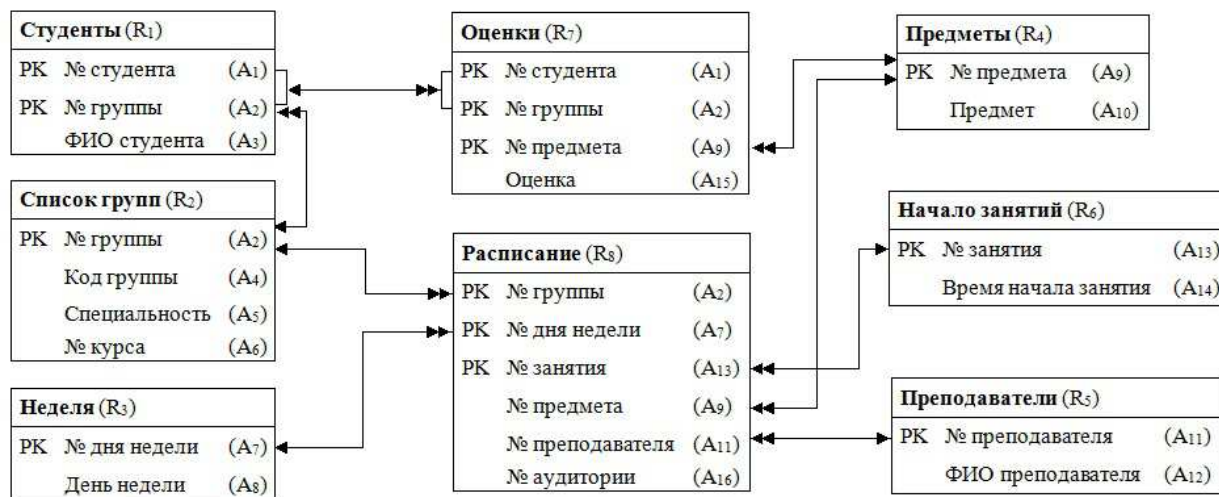 Студенты (R1)
PK № студента (A1)
PK № группы (A2)
ФИО студента (A3)
Список групп (R2)
PK № группы (A2)
Код группы (A4)
Специальность (A5)
№ курса (A6)
Неделя (R3)
PK № дня недели (A7)
День недели (A8)
Оценки (R7)
PK № студента (A1)
PK № группы (A2)
PK № предмета (A9)
Оценка (A15)
Расписание (R8)
PK № группы (A2)
PK № дня недели (A7)
PK № занятия (A13)
№ предмета (A9)
№ преподавателя (A11)
№ аудитории (A16)
Предметы (R4)
PK № предмета (A9)
Предмет (A10)
Начало занятий (R6)
PK № занятия (A13)
Время начала занятия (A14)
Преподаватели (R5)
PK № преподавателя (A11)
ФИО преподавателя (A12)